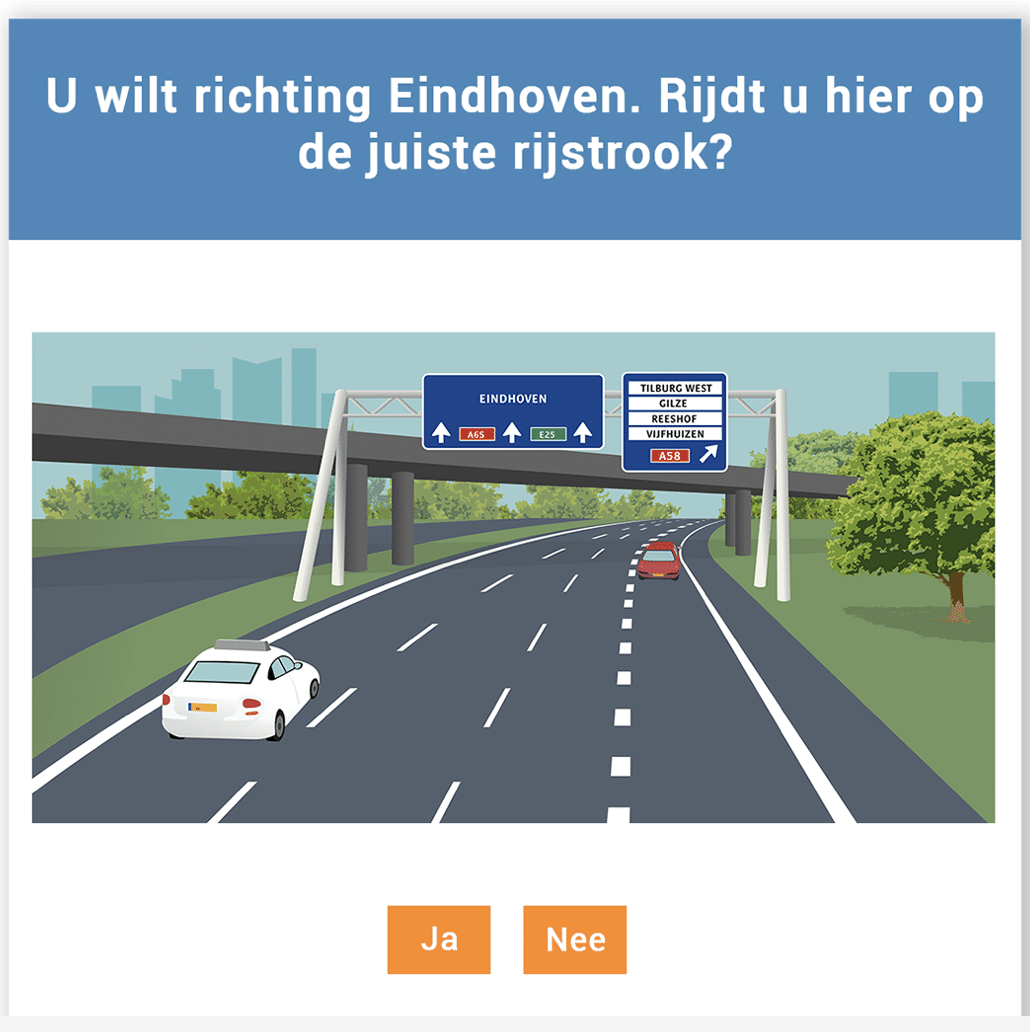 U wilt richting Eindhoven. Rijdt u hier op
de juiste rijstrook?
EINDHOVEN
A65 E25
TILBURG WEST
GILZE
REESHOF
VIJFHUIZEN
A58
Ja Nee